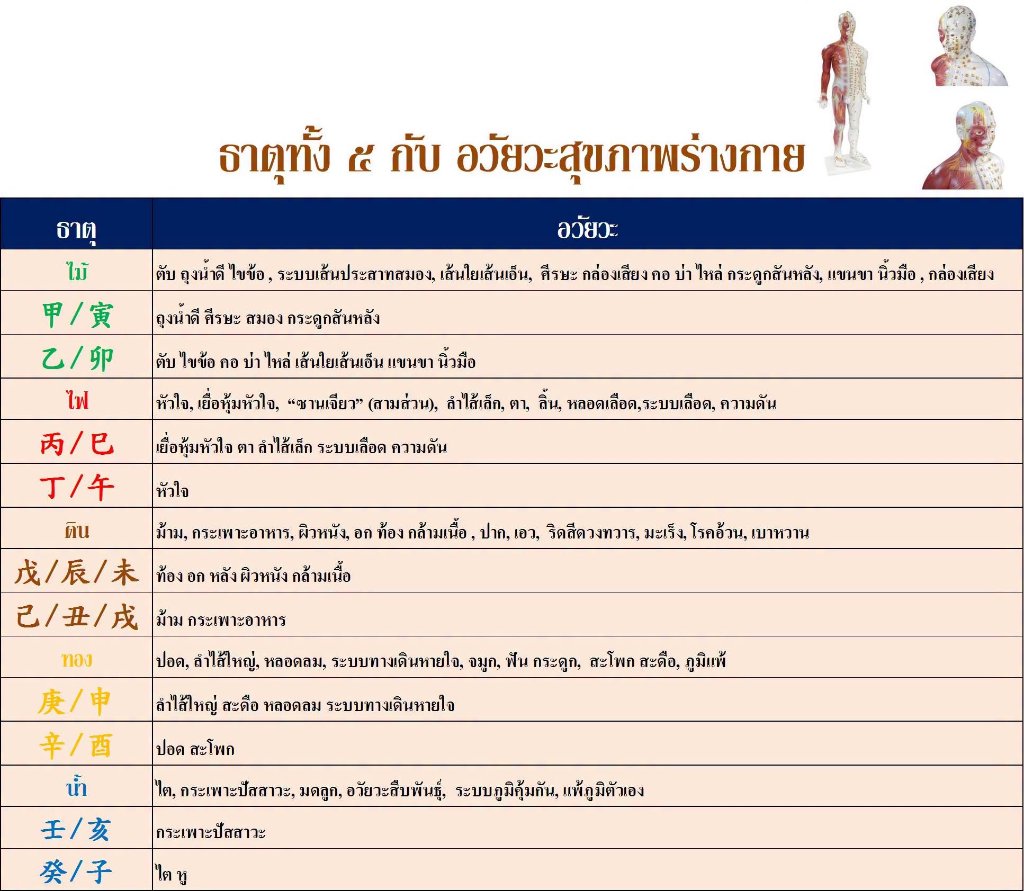 ธาตุทั้ง ๕ กับ อวัยวะสุขภาพร่างกาย
ธาตุ อวัยวะ
ไม้ ตับ ถุงน้ำดี ไขข้อ , ระบบเส้นประสาทสมอง, เส้นใยเส้นเอ็น, ศีรษะ กล่องเสียง คอ บ่า ไหล่ กระดูกสันหลัง, แขนขา นิ้วมือ , กล่องเสียง
甲/寅 ถุงน้ำดี ศีรษะ สมอง กระดูกสันหลัง
乙/卯 ตับ ไขข้อ คอ บ่า ไหล่ เส้นใยเส้นเอ็น แขนขา นิ้วมือ
ไฟ หัวใจ, เยื่อหุ้มหัวใจ, “ซานเจียว” (สามส่วน), ลำไส้เล็ก, ตา, ลิ้น, หลอดเลือด,ระบบเลือด, ความดัน
丙/巳 เยื่อหุ้มหัวใจ ตา ลำไส้เล็ก ระบบเลือด ความดัน
丁/午 หัวใจ
ดิน ม้าม, กระเพาะอาหาร, ผิวหนัง, อก ท้อง กล้ามเนื้อ , ปาก, เอว, ริดสีดวงทวาร, มะเร็ง, โรคอ้วน, เบาหวาน
戊/辰/未 ท้อง อก หลัง ผิวหนัง กล้ามเนื้อ
己/丑/戌 ม้าม กระเพาะอาหาร
ทอง ปอด, ลำไส้ใหญ่, หลอดลม, ระบบทางเดินหายใจ, จมูก, ฟัน กระดูก, สะโพก สะดือ, ภูมิแพ้
庚/申 ลำไส้ใหญ่ สะดือ หลอดลม ระบบทางเดินหายใจ
辛/酉 ปอด สะโพก
น้ำ ไต, กระเพาะปัสสาวะ, มดลูก, อวัยวะสืบพันธุ์, ระบบภูมิคุ้มกัน, แพ้ภูมิตัวเอง
壬/亥 กระเพาะปัสสาวะ
癸/子 ไต หู